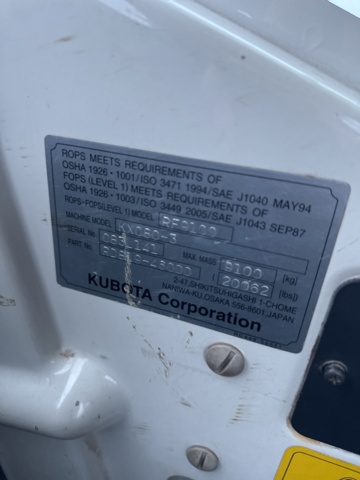 ROPS MEETS REQUIREMENTS OF
OSHA 1926・1001/ISO 3471 1994/SAE J1040 MAY94
FOPS (LEVEL 1) MEETS REQUIREMENTS OF
OSHA 1926・1003/ISO 3449 2005/SAE J1043 SEP87
ROPS・FOPS(LEVEL 1) MODEL RFC100
MACHINE MODEL KX080-3 MAX. MASS 9100 [kg]
SERIAL NO. (20062) [lbs]
PART NO.
2-47, SHIKITSUHIGASHI 1-CHOME
NANIWA-KU, OSAKA 556-8601, JAPAN
KUBOTA Corporation